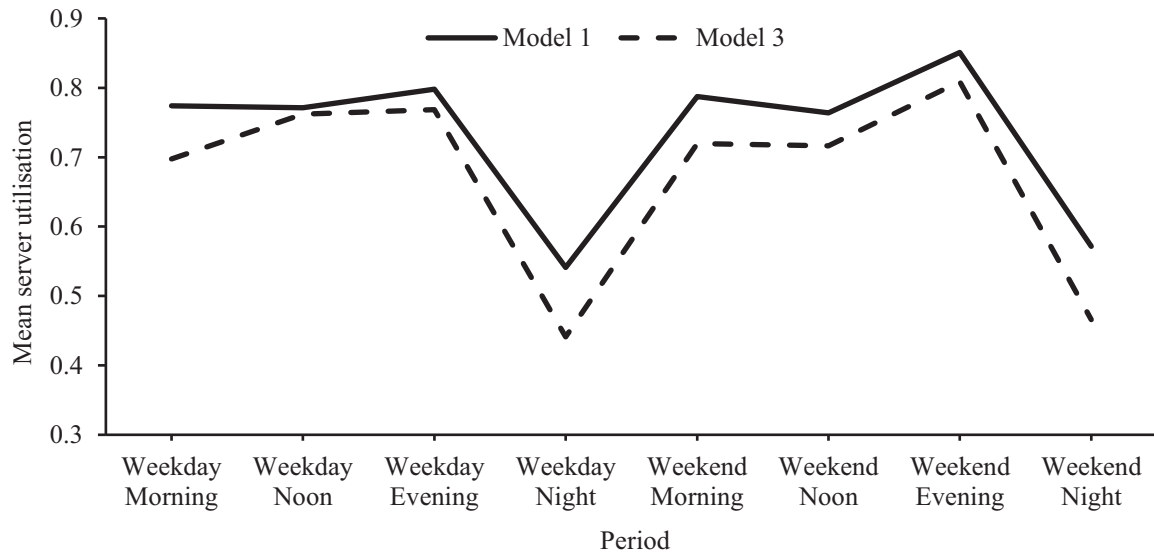 0.9
Model 1 Model 3
0.8
0.7
0.6
0.5
0.4
0.3
Mean server utilisation
Weekday Weekday Weekday Weekday Weekend Weekend Weekend Weekend
Morning Noon Evening Night Morning Noon Evening Night
Period